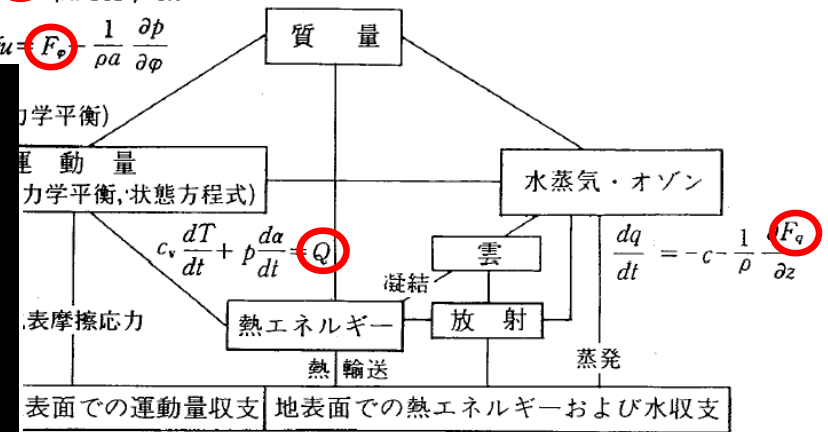 u = F_φ - 1/ρa ∂p/∂φ
質 量
力学平衡)
運 動 量
力学平衡, 状態方程式)
水蒸気・オゾン
c_v dT/dt + p dα/dt = Q
雲
dq/dt = -c - 1/ρ ∂F_q/∂z
凝結
表摩擦応力
熱エネルギー
放 射
熱 輸送
蒸発
表面での運動量収支
地表面での熱エネルギーおよび水収支